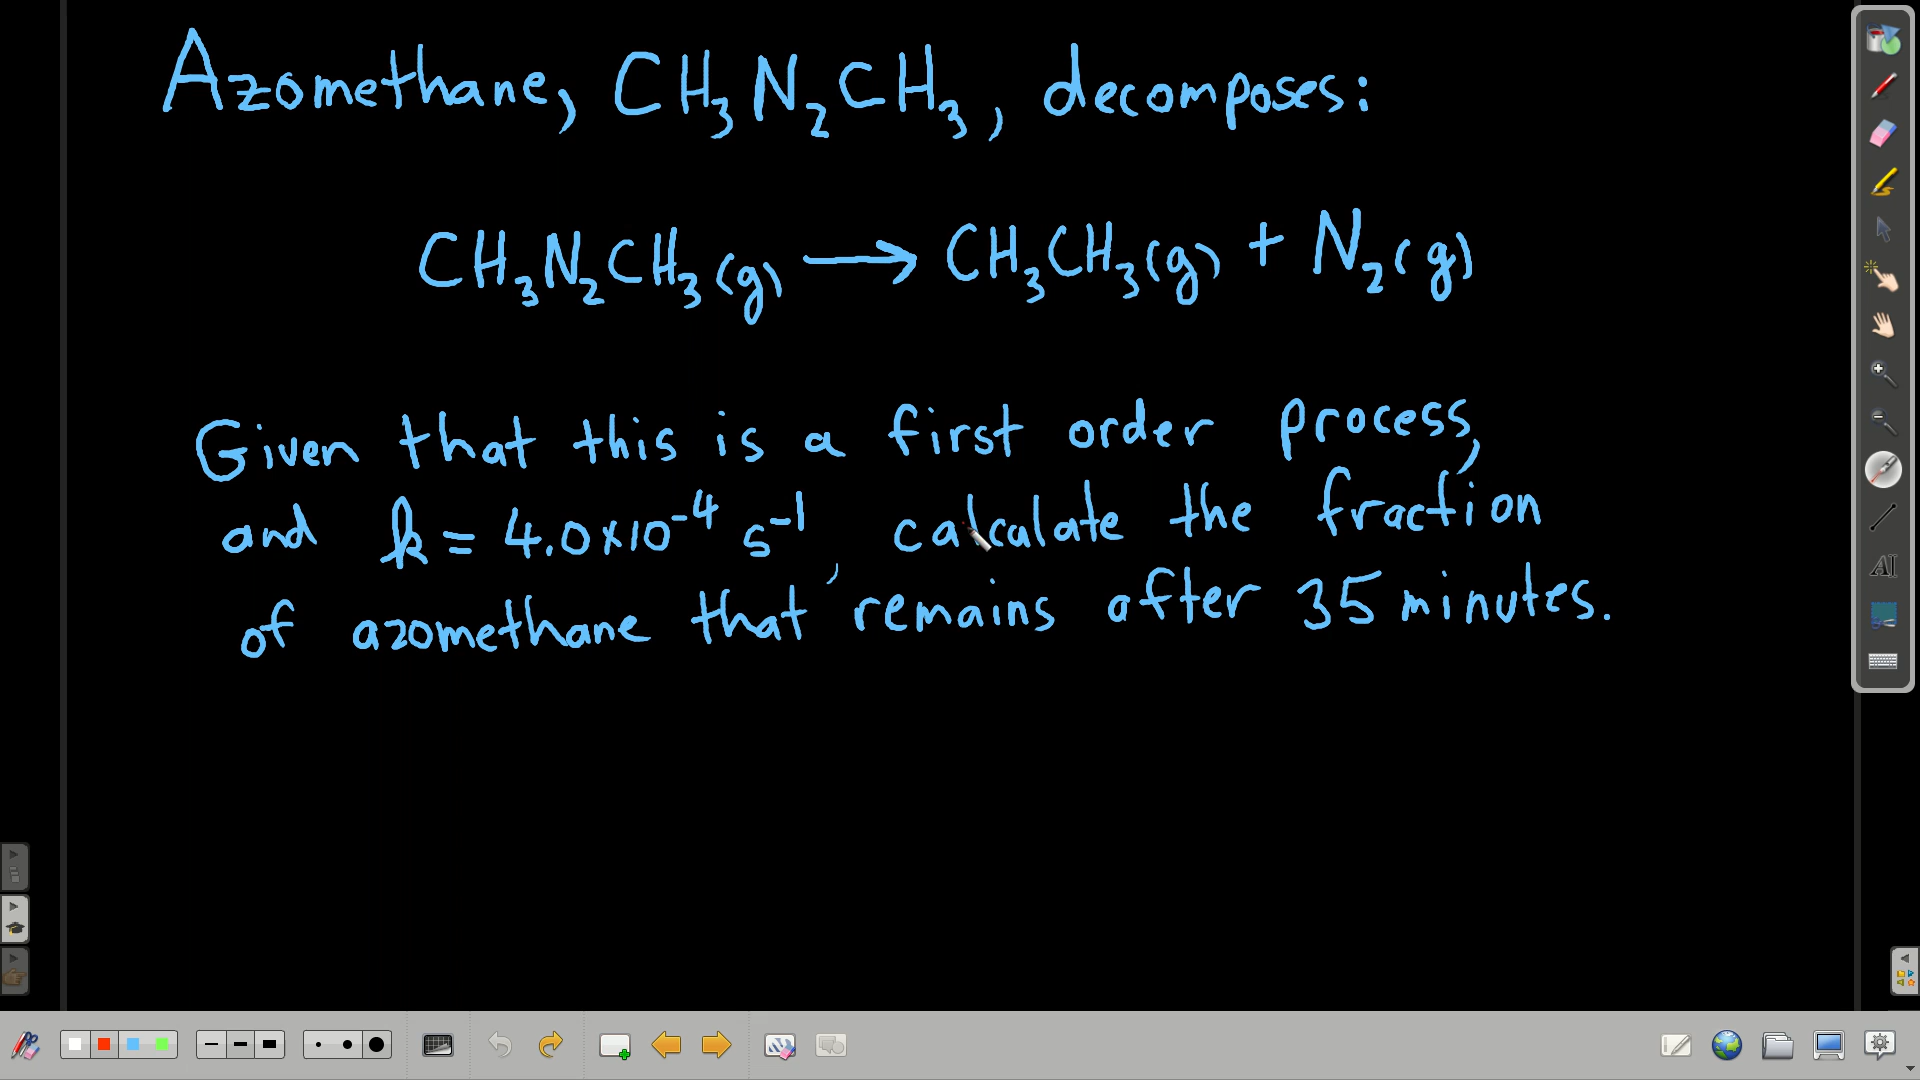 Azomethane, CH₃N₂CH₃, decomposes:
CH₃N₂CH₃(g) → CH₃CH₃(g) + N₂(g)
Given that this is a first order process,
and k = 4.0×10⁻⁴ s⁻¹, calculate the fraction
of azomethane that remains after 35 minutes.